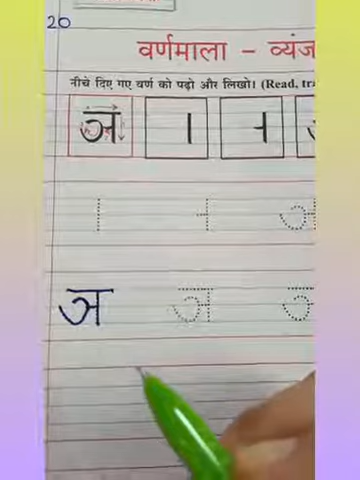 20
वर्णमाला – व्यंज
नीचे दिए गए वर्ण को पढ़ो और लिखो। (Read, tr
ज
ज ज ज